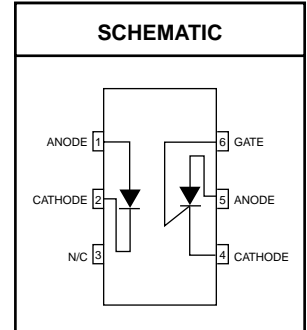 SCHEMATIC
ANODE 1
6 GATE
CATHODE 2
5 ANODE
N/C 3
4 CATHODE